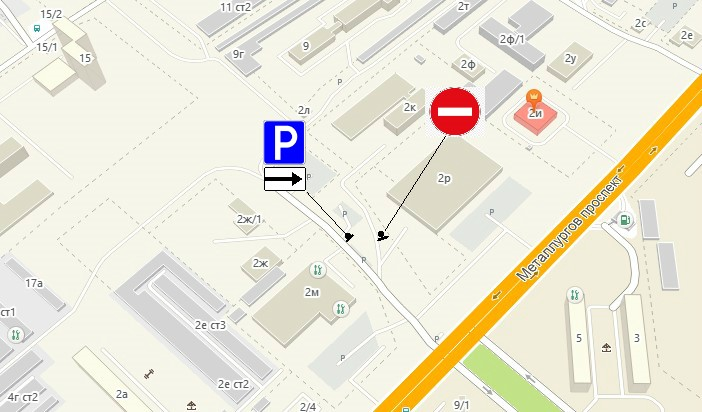 15/2
11 ст2
2т
2с
15/1
15
9г
9
2ф/1
2е
Р
2ф
2у
2л
2к
2и
P
Р
2р
Р
Р
2ж/1
Р
Металлургов проспект
2ж
17а
2м
ст1
2е ст3
Р
5
3
Р
2е ст2
4г ст2
2а
2/4
9/1